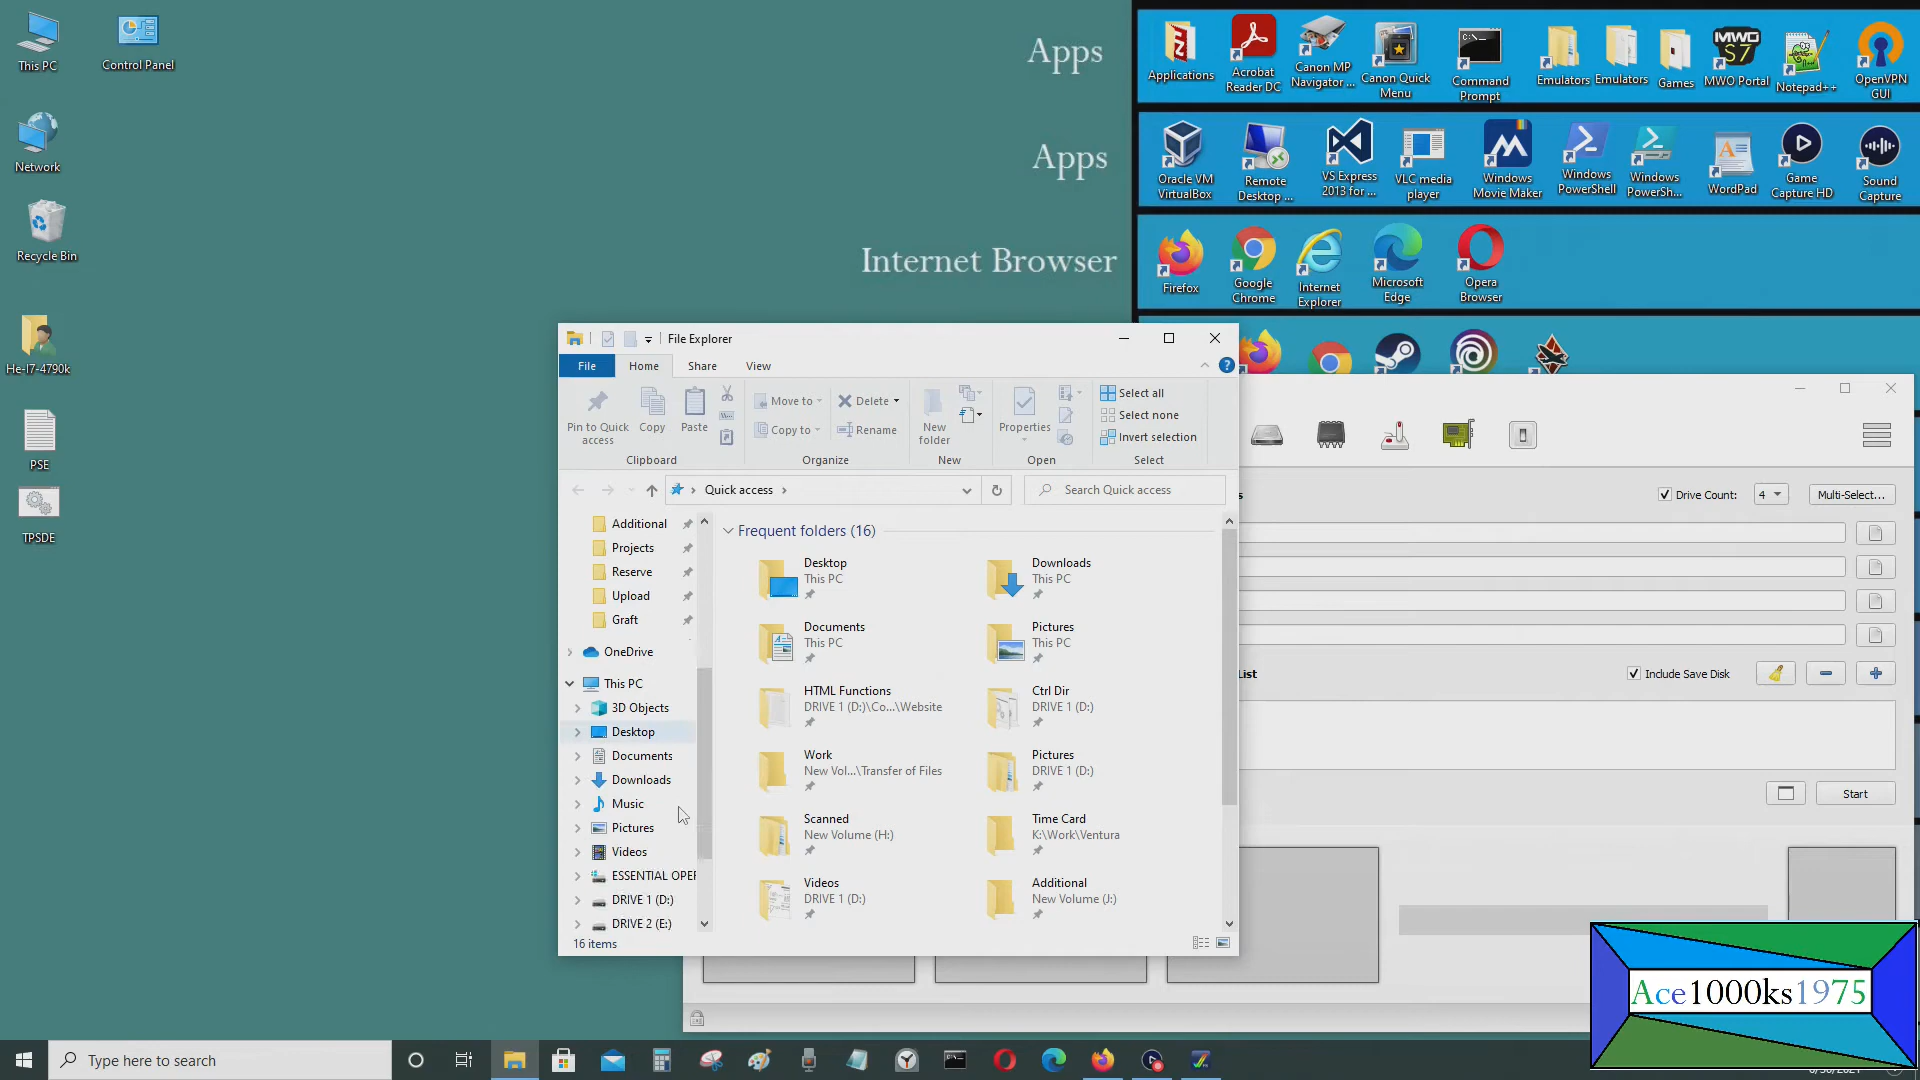 This PC
Control Panel
Network
Recycle Bin
He-I7-4790k
PSE
TPSDE
Apps
Apps
Internet Browser
Applications
Acrobat
Reader DC
Canon MP
Navigator ...
Canon Quick
Menu
Command
Prompt
Emulators
Emulators
Games
MWO Portal
Notepad++
OpenVPN
GUI
Oracle VM
VirtualBox
Remote
Desktop ...
VS Express
2013 for ...
VLC media
player
Windows
Movie Maker
Windows
PowerShell
Windows
PowerSh...
WordPad
Game
Capture HD
Sound
Capture
Firefox
Google
Chrome
Internet
Explorer
Microsoft
Edge
Opera
Browser
File Explorer
File
Home
Share
View
Pin to Quick
access
Copy
Paste
Move to
Copy to
Delete
Rename
New
folder
Properties
Select all
Select none
Invert selection
Clipboard
Organize
New
Open
Select
Quick access
Search Quick access
Additional
Projects
Reserve
Upload
Graft
OneDrive
This PC
3D Objects
Desktop
Documents
Downloads
Music
Pictures
Videos
ESSENTIAL OPER
DRIVE 1 (D:)
DRIVE 2 (E:)
Frequent folders (16)
Desktop
This PC
Downloads
This PC
Documents
This PC
Pictures
This PC
HTML Functions
DRIVE 1 (D:)\Co...\Website
Ctrl Dir
DRIVE 1 (D:)
Work
New Vol...\Transfer of Files
Pictures
DRIVE 1 (D:)
Scanned
New Volume (H:)
Time Card
K:\Work\Ventura
Videos
DRIVE 1 (D:)
Additional
New Volume (J:)
16 items
Drive Count:
4
Multi-Select...
List
Include Save Disk
Start
Ace1000ks1975
Type here to search